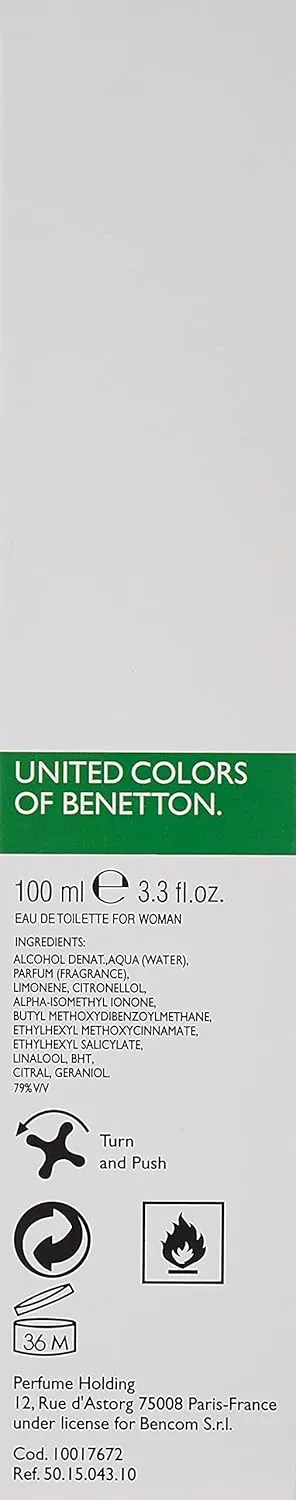 UNITED COLORS
OF BENETTON.
100 ml ℮ 3.3 fl.oz.
EAU DE TOILETTE FOR WOMAN
INGREDIENTS:
ALCOHOL DENAT.,AQUA (WATER),
PARFUM (FRAGRANCE),
LIMONENE, CITRONELLOL,
ALPHA-ISOMETHYL IONONE,
BUTYL METHOXYDIBENZOYLMETHANE,
ETHYLHEXYL METHOXYCINNAMATE,
ETHYLHEXYL SALICYLATE,
LINALOOL, BHT,
CITRAL, GERANIOL.
79%V/V
Turn
and Push
36 M
Perfume Holding
12, Rue d'Astorg 75008 Paris-France
under license for Bencom S.r.l.
Cod. 10017672
Ref. 50.15.043.10